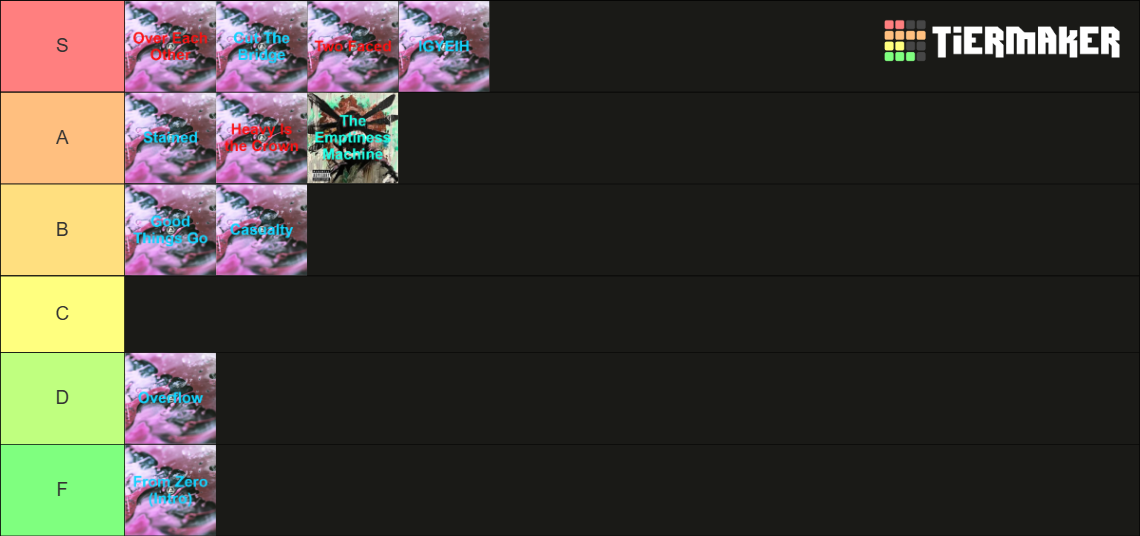 S
Over Each
Other
Cut The
Bridge
Two Faced
IGYEIH
TiERMAKER
A
Stained
Heavy Is
the Crown
The
Emptiness
Machine
B
Good
Things Go
Casualty
C
D
Overflow
F
From Zero
(Intro)